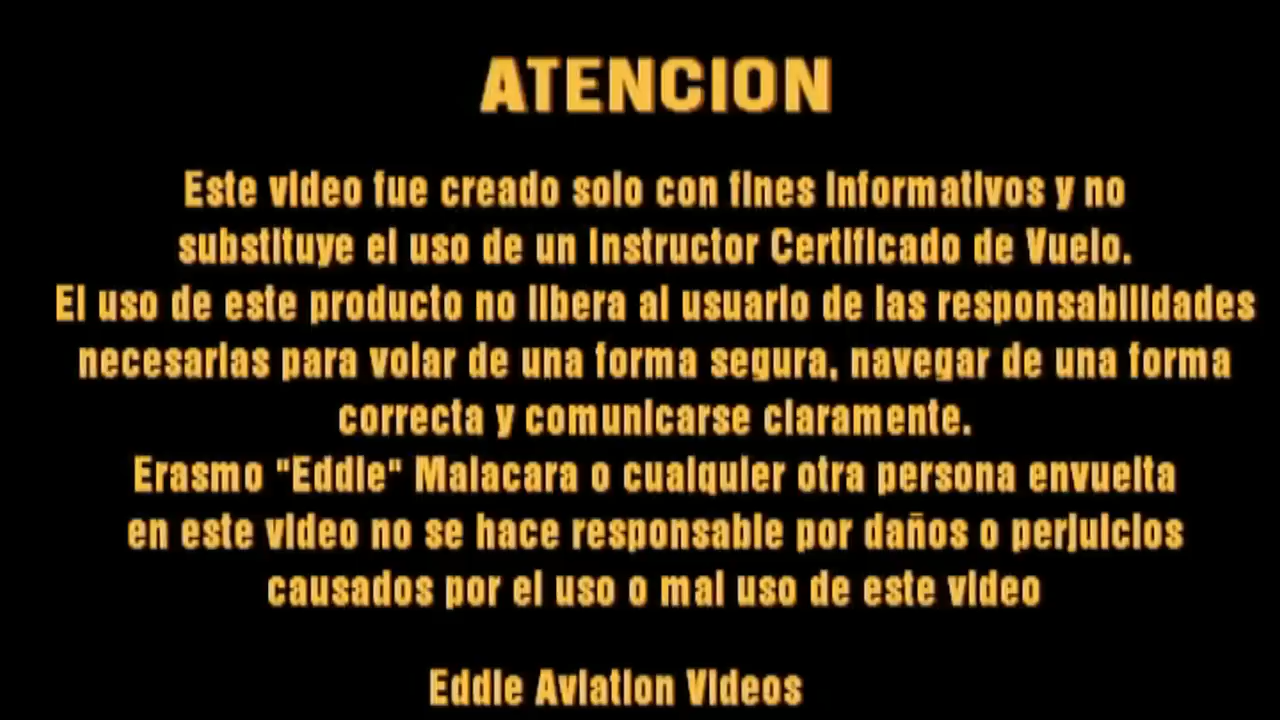 ATENCION
Este video fue creado solo con fines informativos y no
substituye el uso de un Instructor Certificado de Vuelo.
El uso de este producto no libera al usuario de las responsabilidades
necesarias para volar de una forma segura, navegar de una forma
correcta y comunicarse claramente.
Erasmo "Eddie" Malacara o cualquier otra persona envuelta
en este video no se hace responsable por daños o perjuicios
causados por el uso o mal uso de este video
Eddie Aviation Videos